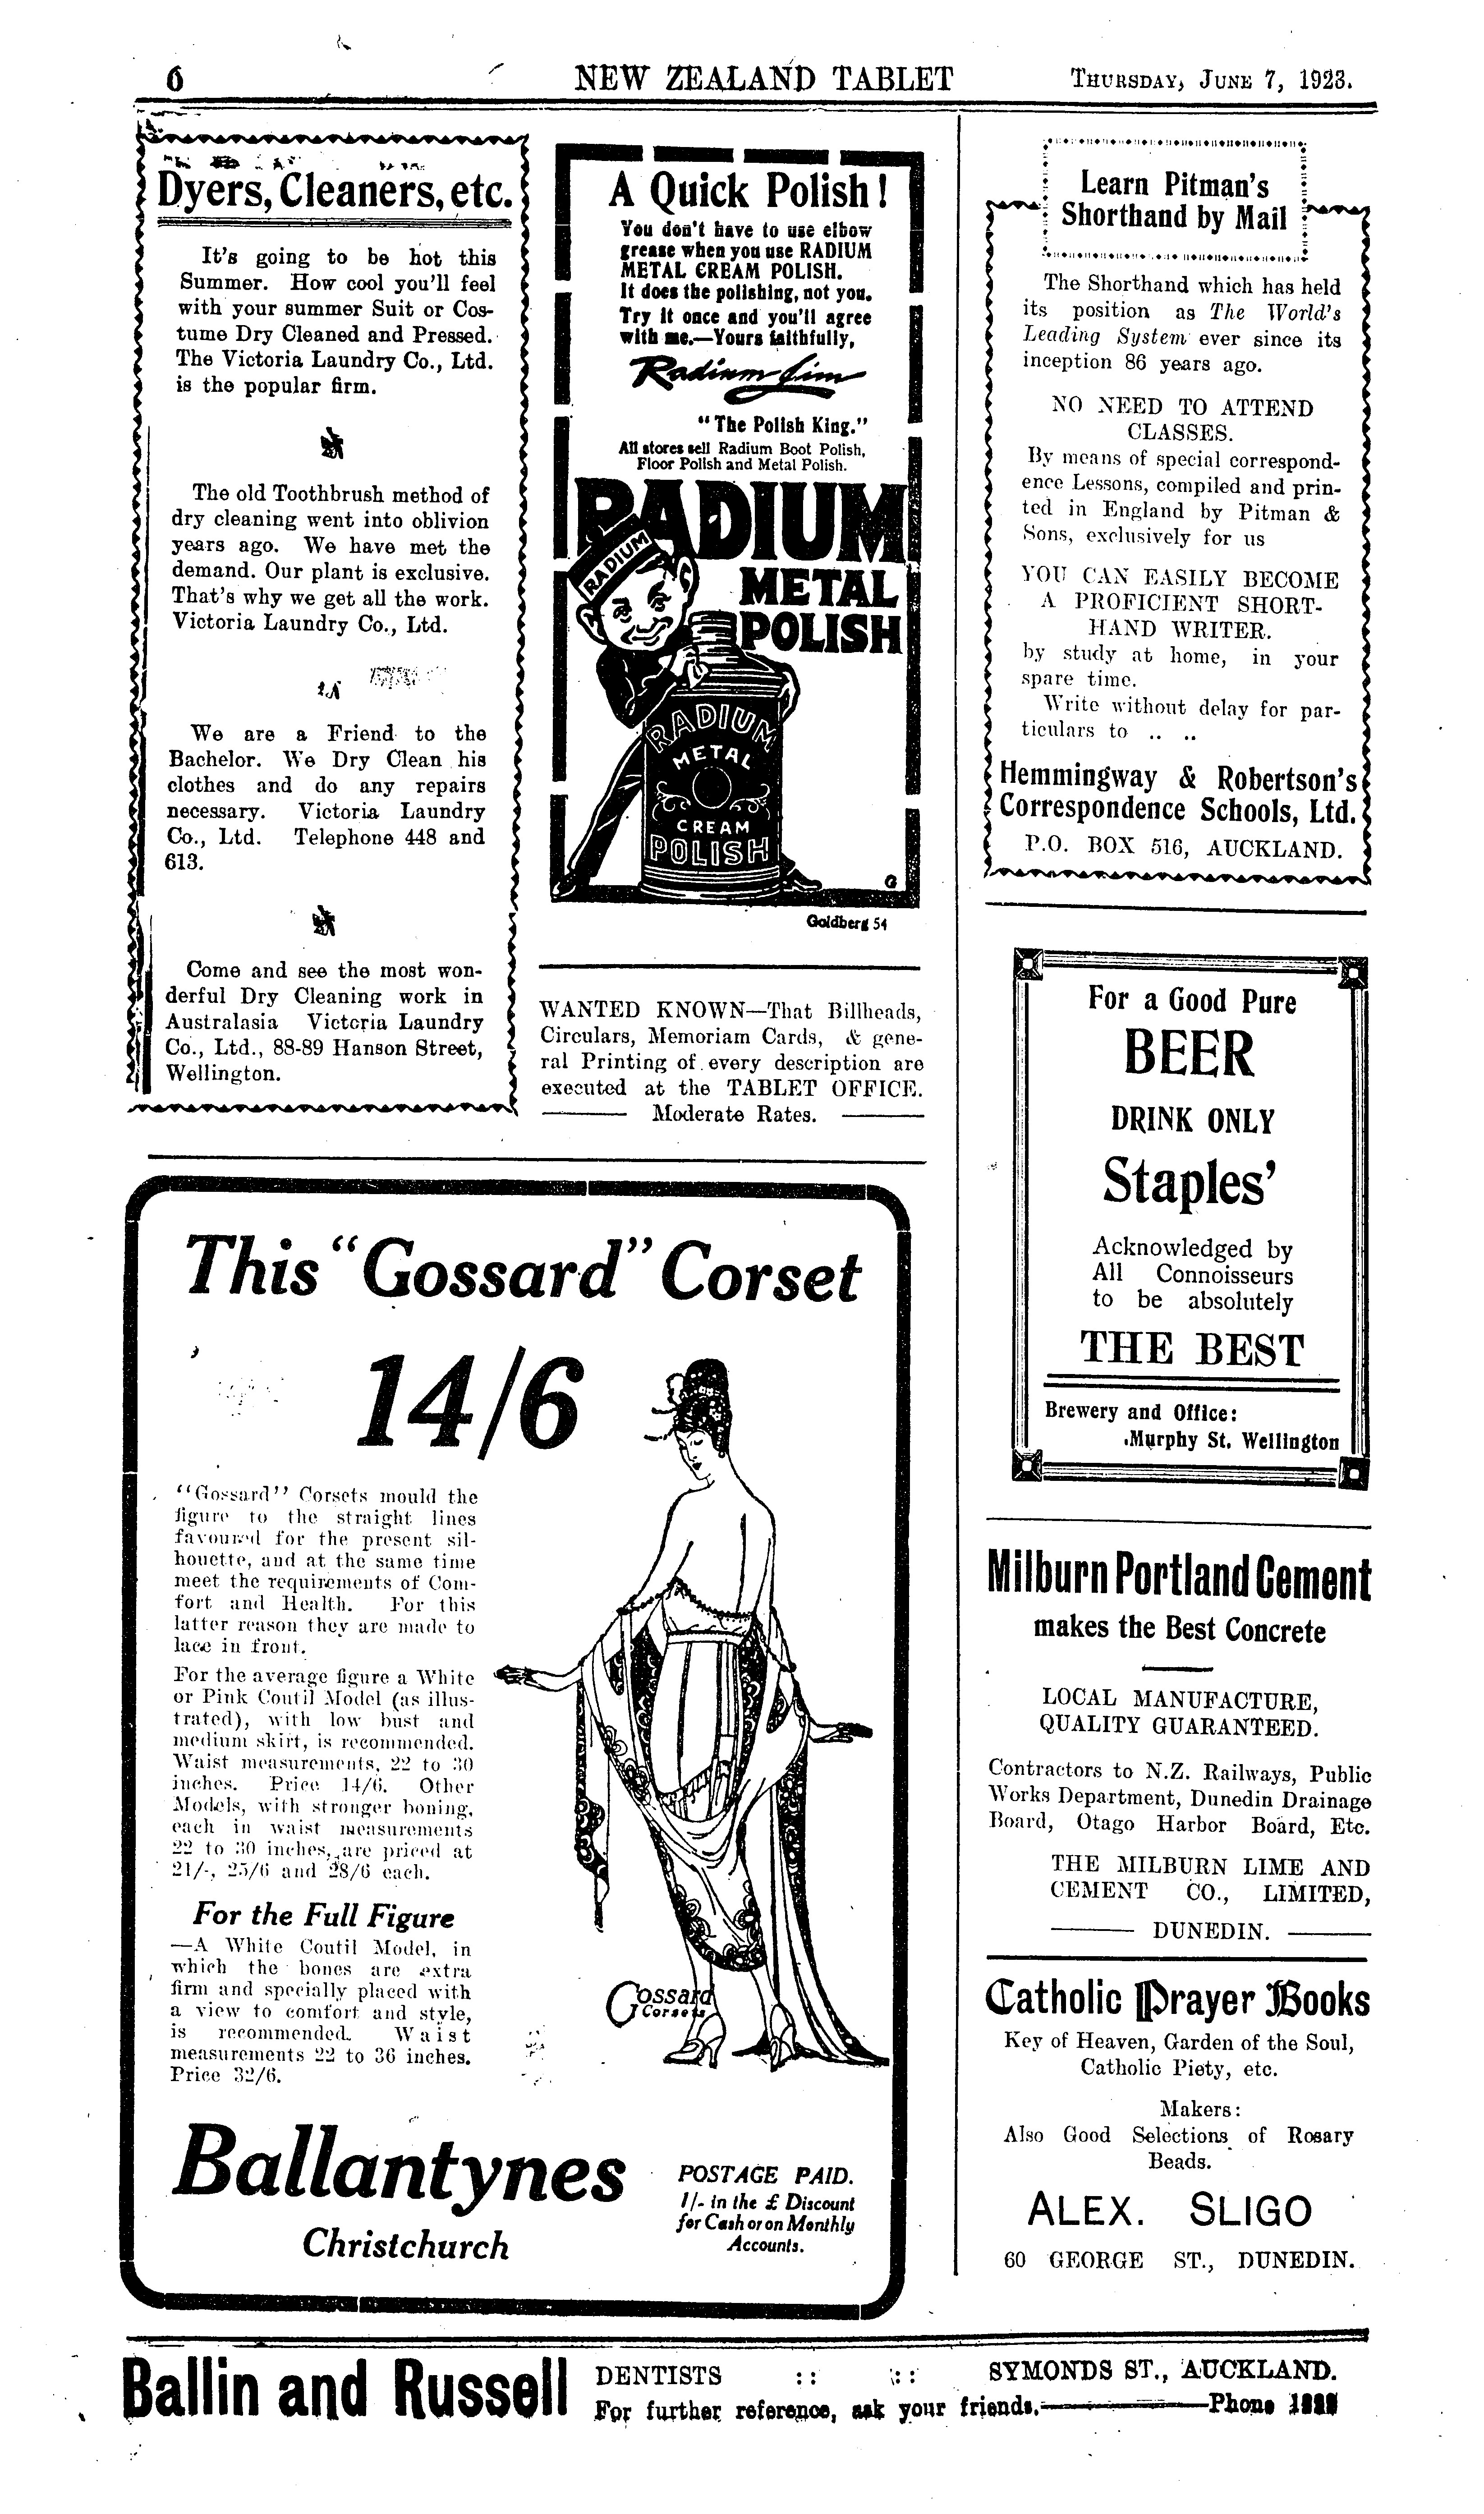 6
NEW ZEALAND TABLET
THURSDAY, JUNE 7, 1923.
Dyers, Cleaners, etc.
It's going to be hot this
Summer. How cool you'll feel
with your summer Suit or Cos-
tume Dry Cleaned and Pressed.
The Victoria Laundry Co., Ltd.
is the popular firm.
The old Toothbrush method of
dry cleaning went into oblivion
years ago. We have met the
demand. Our plant is exclusive.
That's why we get all the work.
Victoria Laundry Co., Ltd.
We are a Friend to the
Bachelor. We Dry Clean his
clothes and do any repairs
necessary. Victoria Laundry
Co., Ltd. Telephone 448 and
613.
Come and see the most won-
derful Dry Cleaning work in
Australasia Victoria Laundry
Co., Ltd., 88-89 Hanson Street,
Wellington.
A Quick Polish!
You don't have to use elbow
grease when you use RADIUM
METAL CREAM POLISH.
It does the polishing, not you.
Try it once and you'll agree
with me.—Yours faithfully,
Radium Jim
"The Polish King."
All stores sell Radium Boot Polish,
Floor Polish and Metal Polish.
RADIUM
RADIUM
METAL
POLISH
RADIUM
METAL
CREAM
POLISH
G
Goldberg 54
WANTED KNOWN—That Billheads,
Circulars, Memoriam Cards, & gene-
ral Printing of every description are
executed at the TABLET OFFICE.
Moderate Rates.
This "Gossard" Corset
14/6
"Gossard" Corsets mould the
figure to the straight lines
favoured for the present sil-
houette, and at the same time
meet the requirements of Com-
fort and Health. For this
latter reason they are made to
lace in front.
For the average figure a White
or Pink Coutil Model (as illus-
trated), with low bust and
medium skirt, is recommended.
Waist measurements, 22 to 30
inches. Price 14/6. Other
Models, with stronger boning,
each in waist measurements
22 to 30 inches, are priced at
21/-, 25/6 and 28/6 each.
For the Full Figure
—A White Coutil Model, in
which the bones are extra
firm and specially placed with
a view to comfort and style,
is recommended. Waist
measurements 22 to 36 inches.
Price 32/6.
Gossard
Corsets
Ballantynes
Christchurch
POSTAGE PAID.
1/- in the £ Discount
for Cash or on Monthly
Accounts.
Learn Pitman's
Shorthand by Mail
The Shorthand which has held
its position as The World's
Leading System ever since its
inception 86 years ago.
NO NEED TO ATTEND
CLASSES.
By means of special correspond-
ence Lessons, compiled and prin-
ted in England by Pitman &
Sons, exclusively for us
YOU CAN EASILY BECOME
A PROFICIENT SHORT-
HAND WRITER.
by study at home, in your
spare time.
Write without delay for par-
ticulars to .. ..
Hemmingway & Robertson's
Correspondence Schools, Ltd.
P.O. BOX 516, AUCKLAND.
For a Good Pure
BEER
DRINK ONLY
Staples'
Acknowledged by
All Connoisseurs
to be absolutely
THE BEST
Brewery and Office:
Murphy St. Wellington
Milburn Portland Cement
makes the Best Concrete
LOCAL MANUFACTURE,
QUALITY GUARANTEED.
Contractors to N.Z. Railways, Public
Works Department, Dunedin Drainage
Board, Otago Harbor Board, Etc.
THE MILBURN LIME AND
CEMENT CO., LIMITED,
DUNEDIN.
Catholic Prayer Books
Key of Heaven, Garden of the Soul,
Catholic Piety, etc.
Makers:
Also Good Selections of Rosary
Beads.
ALEX. SLIGO
60 GEORGE ST., DUNEDIN.
Ballin and Russell
DENTISTS :: :: SYMONDS ST., AUCKLAND.
For further reference, ask your friends.—Phone